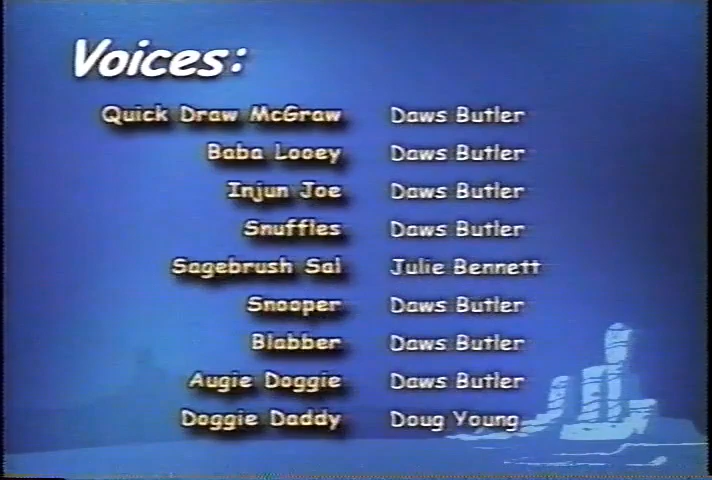 Voices:
Quick Draw McGraw Daws Butler
Baba Looey Daws Butler
Injun Joe Daws Butler
Snuffles Daws Butler
Sagebrush Sal Julie Bennett
Snooper Daws Butler
Blabber Daws Butler
Augie Doggie Daws Butler
Doggie Daddy Doug Young